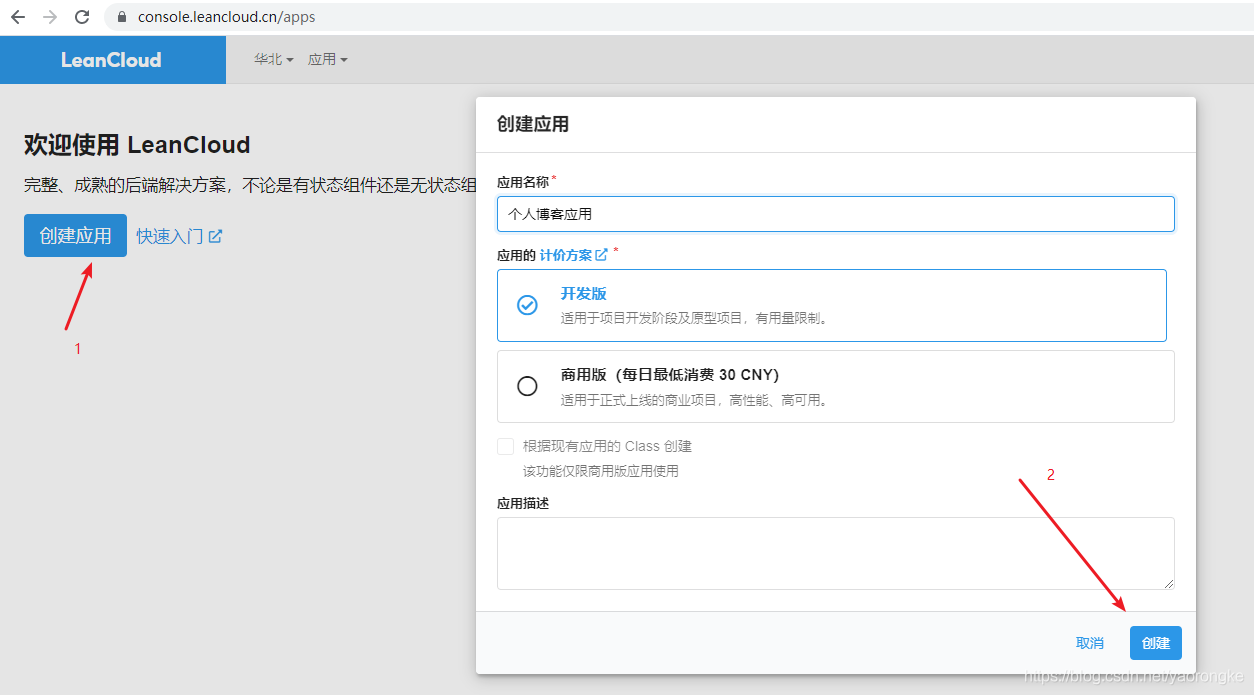 console.leancloud.cn/apps
LeanCloud
华北 应用
欢迎使用 LeanCloud
完整、成熟的后端解决方案，不论是有状态组件还是无状态组
创建应用 快速入门
1
创建应用
应用名称*
个人博客应用
应用的 计价方案 *
开发版
适用于项目开发阶段及原型项目，有用量限制。
商用版（每日最低消费 30 CNY）
适用于正式上线的商业项目，高性能、高可用。
根据现有应用的 Class 创建
该功能仅限商用版应用使用
2
应用描述
取消 创建
https://blog.csdn.net/yaorongke